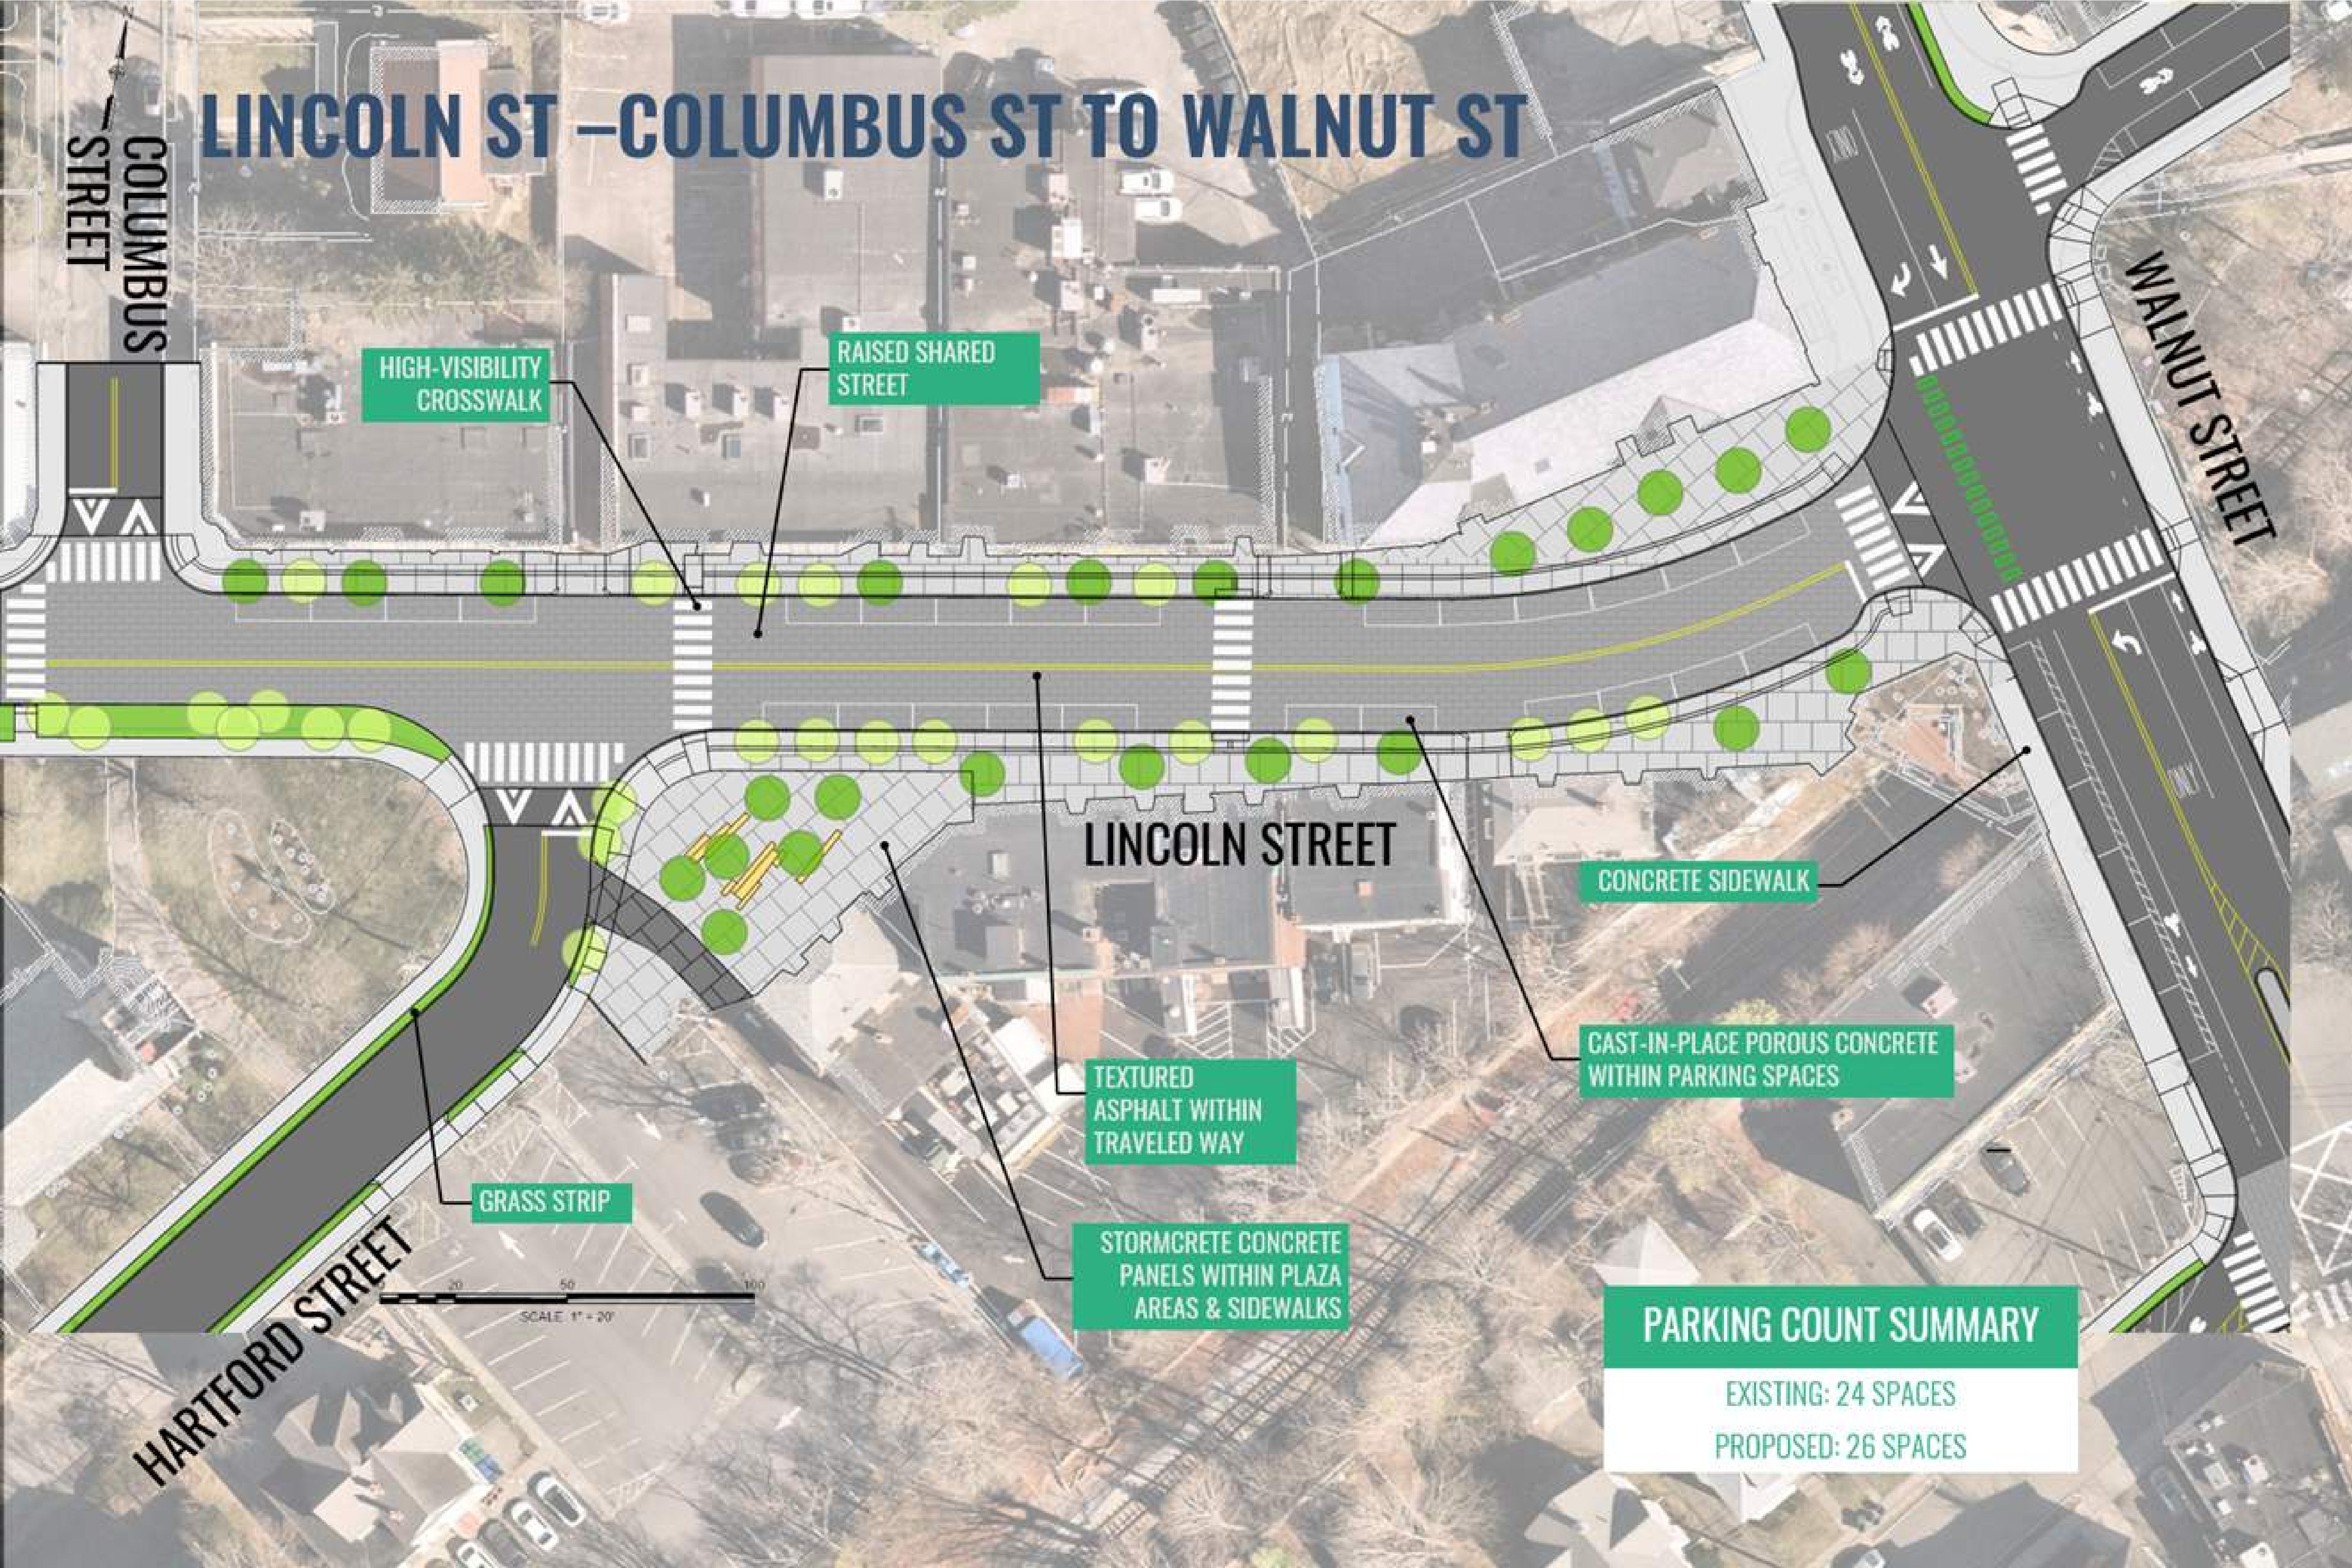 LINCOLN ST –COLUMBUS ST TO WALNUT ST
COLUMBUS
STREET
WALNUT STREET
HIGH-VISIBILITY
CROSSWALK
RAISED SHARED
STREET
LINCOLN STREET
CONCRETE SIDEWALK
CAST-IN-PLACE POROUS CONCRETE
WITHIN PARKING SPACES
TEXTURED
ASPHALT WITHIN
TRAVELED WAY
GRASS STRIP
STORMCRETE CONCRETE
PANELS WITHIN PLAZA
AREAS & SIDEWALKS
HARTFORD STREET
20 50 100
SCALE: 1" = 20'
PARKING COUNT SUMMARY
EXISTING: 24 SPACES
PROPOSED: 26 SPACES